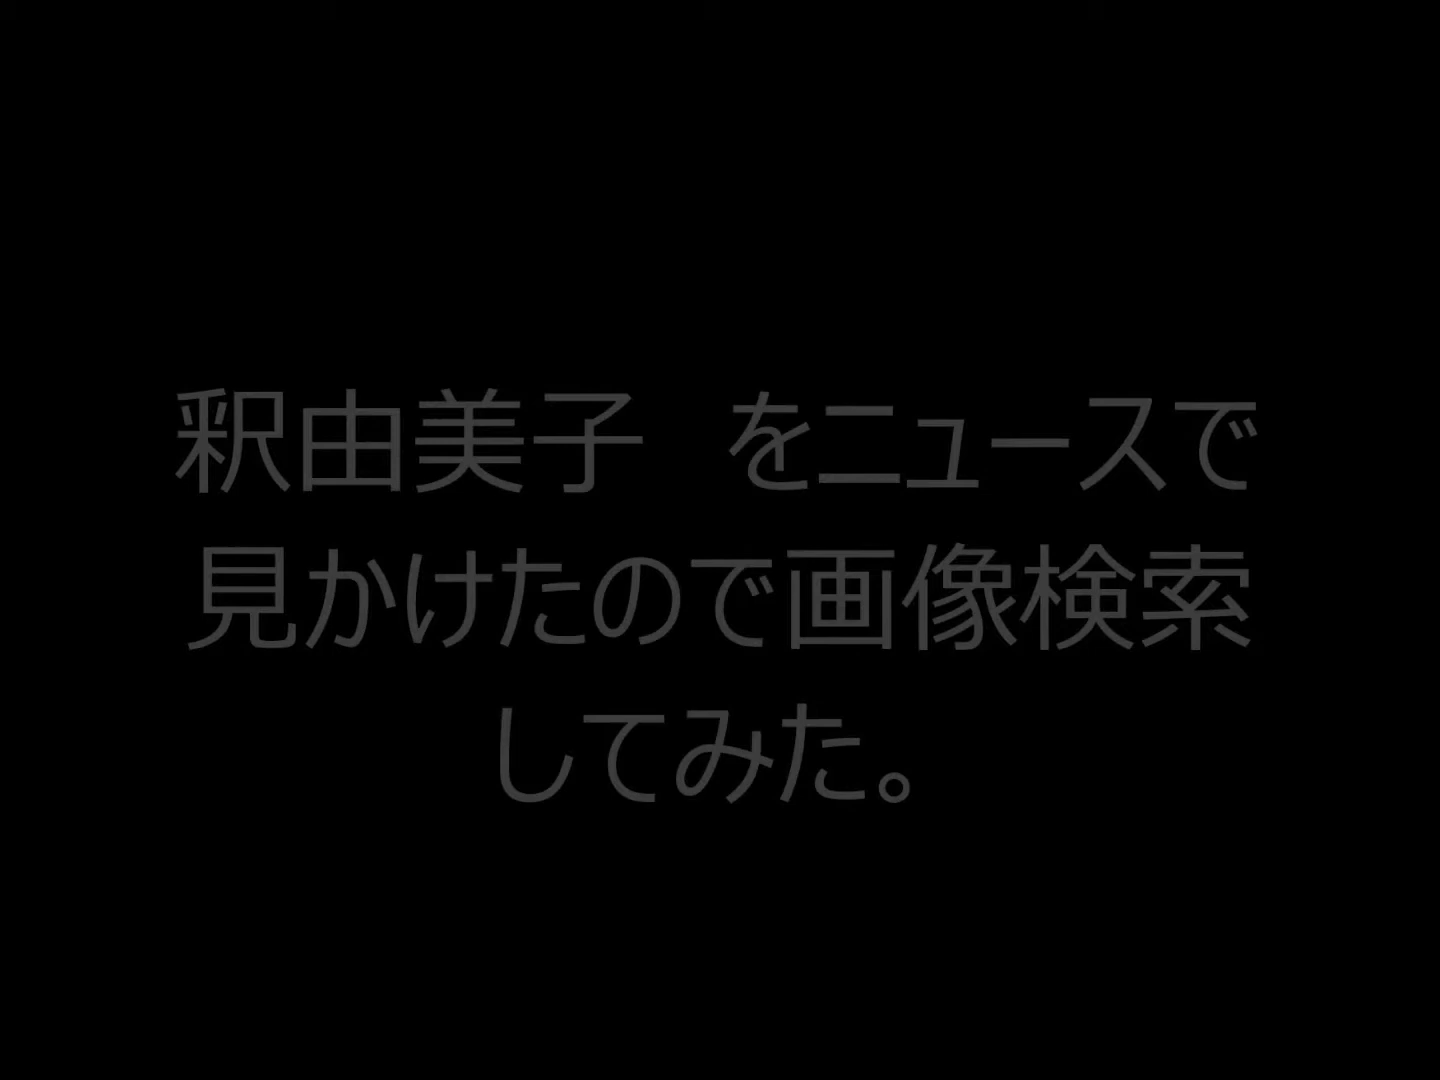 釈由美子　をニュースで
見かけたので画像検索
してみた。